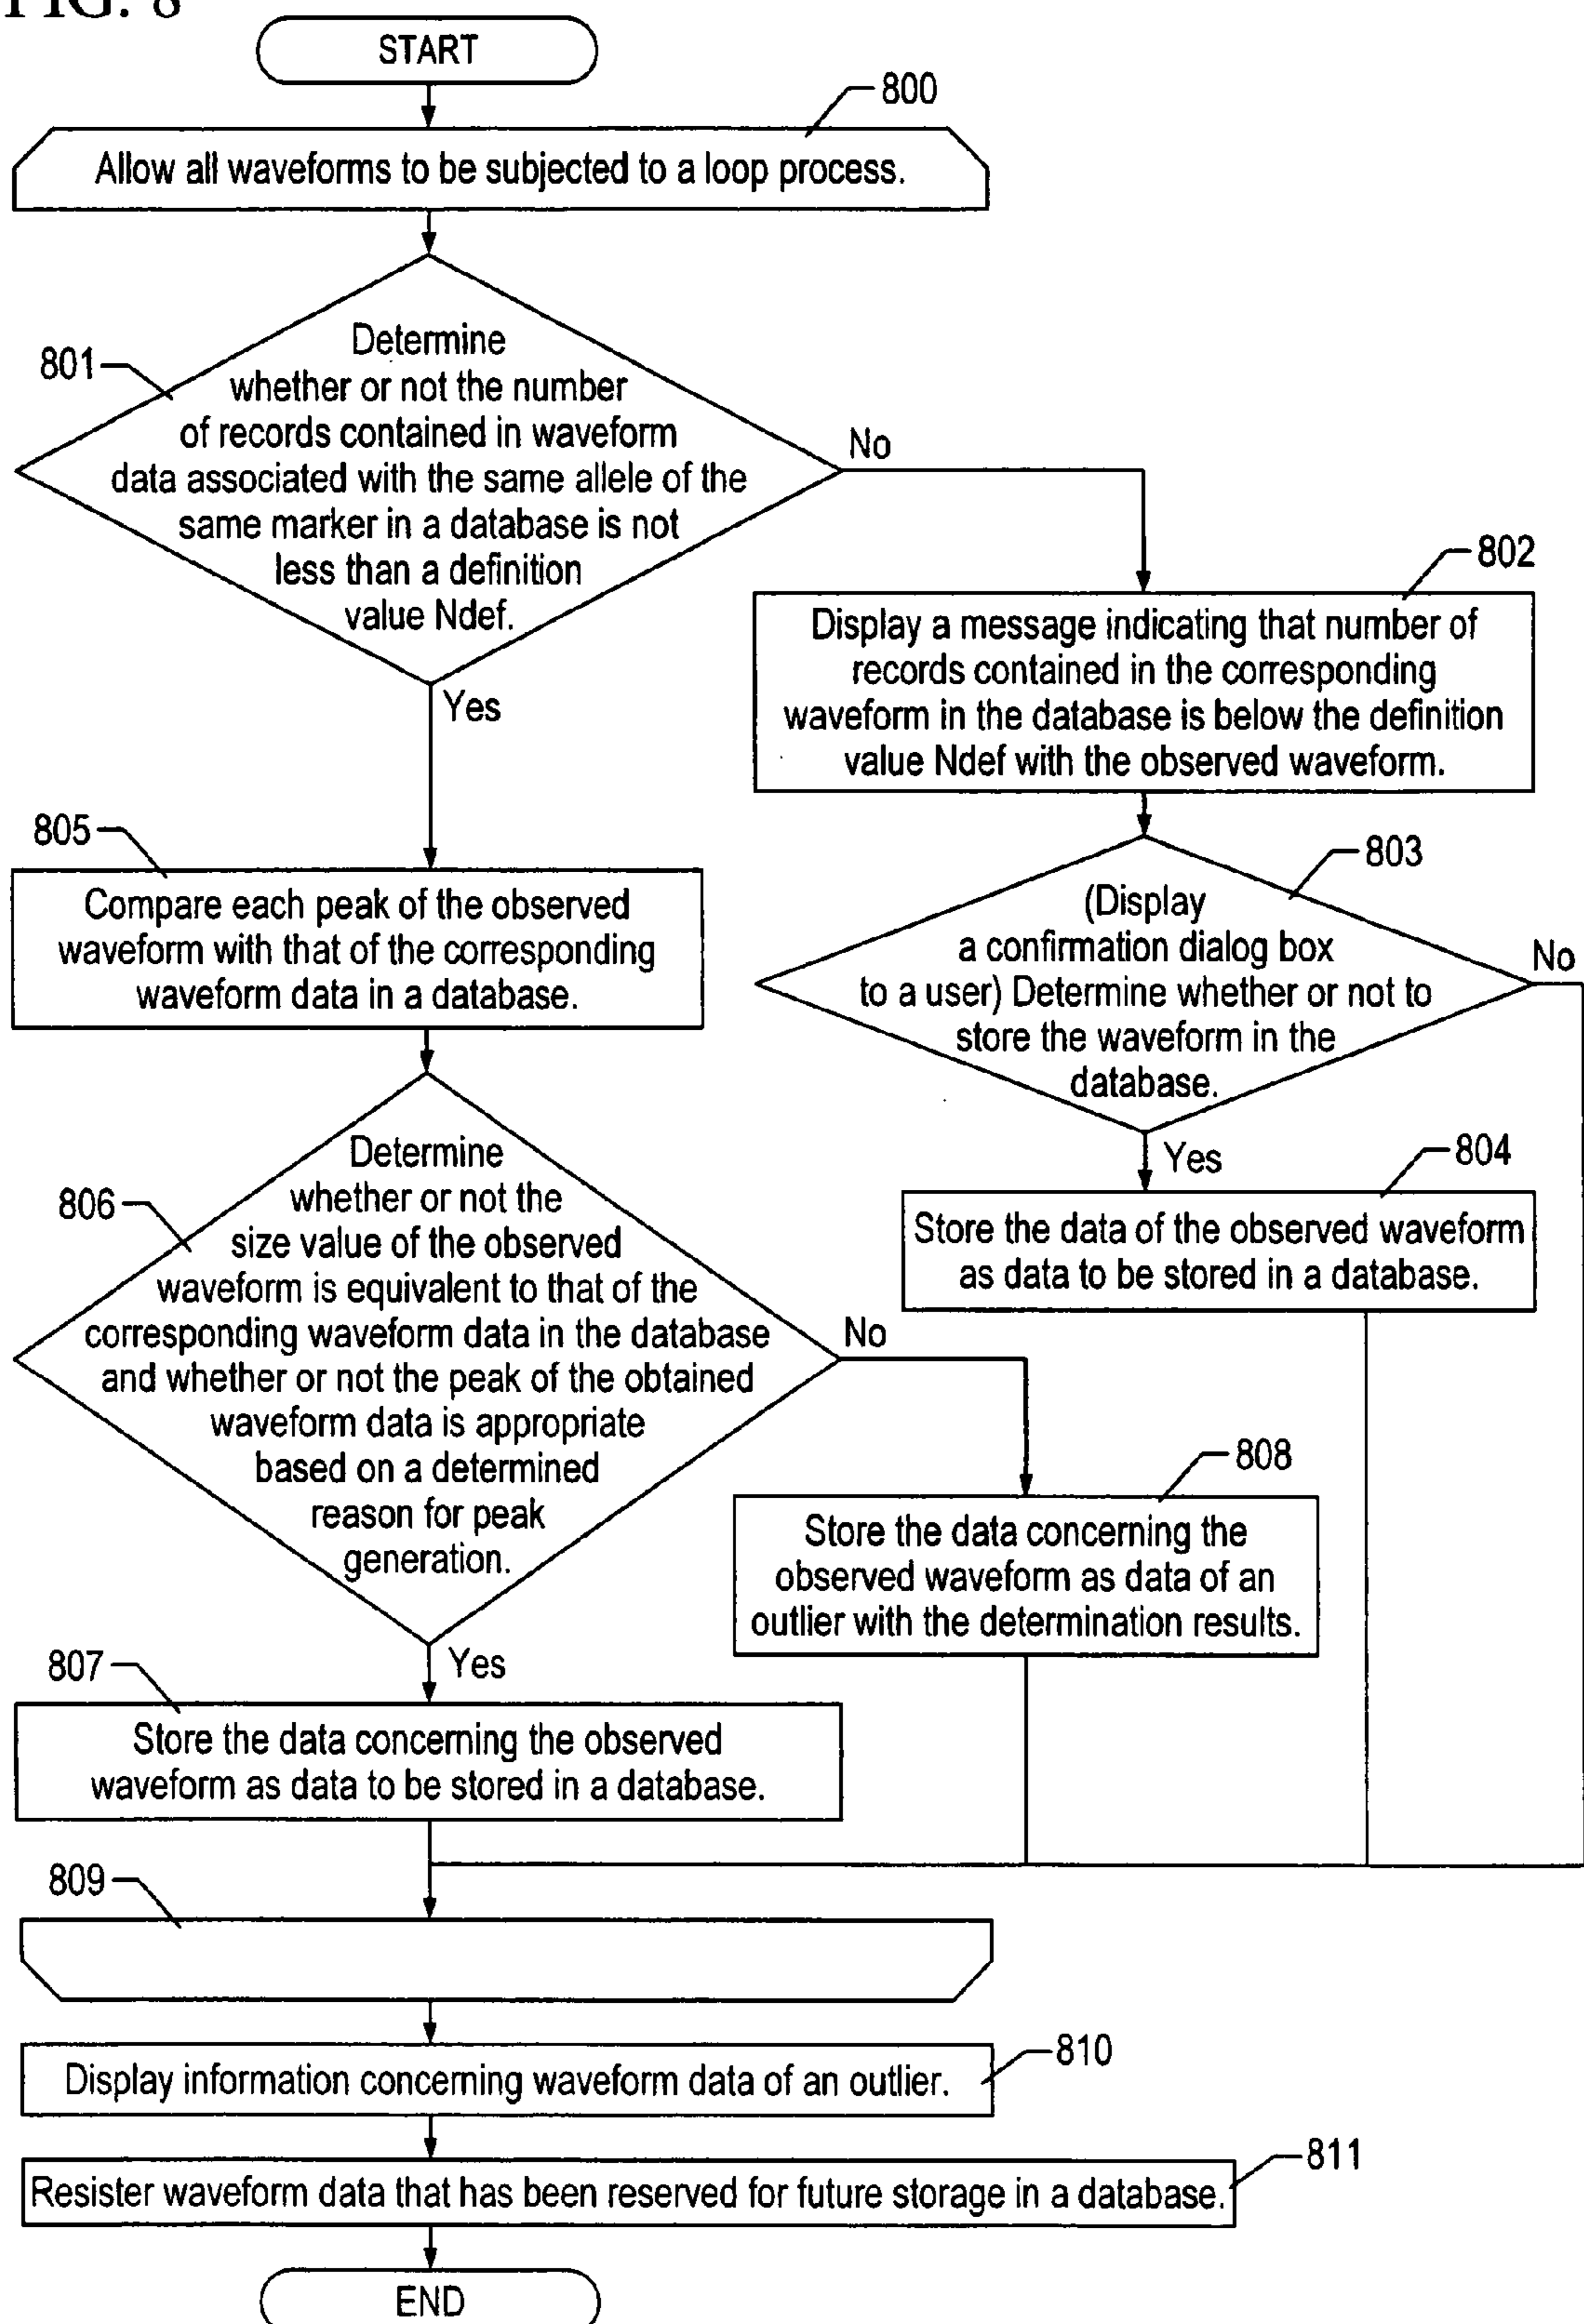 FIG. 8
START
800
Allow all waveforms to be subjected to a loop process.
801
Determine
whether or not the number
of records contained in waveform
data associated with the same allele of the
same marker in a database is not
less than a definition
value Ndef.
No
Yes
802
Display a message indicating that number of
records contained in the corresponding
waveform in the database is below the definition
value Ndef with the observed waveform.
803
(Display
a confirmation dialog box
to a user) Determine whether or not to
store the waveform in the
database.
No
Yes
804
Store the data of the observed waveform
as data to be stored in a database.
805
Compare each peak of the observed
waveform with that of the corresponding
waveform data in a database.
806
Determine
whether or not the
size value of the observed
waveform is equivalent to that of the
corresponding waveform data in the database
and whether or not the peak of the obtained
waveform data is appropriate
based on a determined
reason for peak
generation.
No
Yes
808
Store the data concerning the
observed waveform as data of an
outlier with the determination results.
807
Store the data concerning the observed
waveform as data to be stored in a database.
809
810
Display information concerning waveform data of an outlier.
811
Resister waveform data that has been reserved for future storage in a database.
END